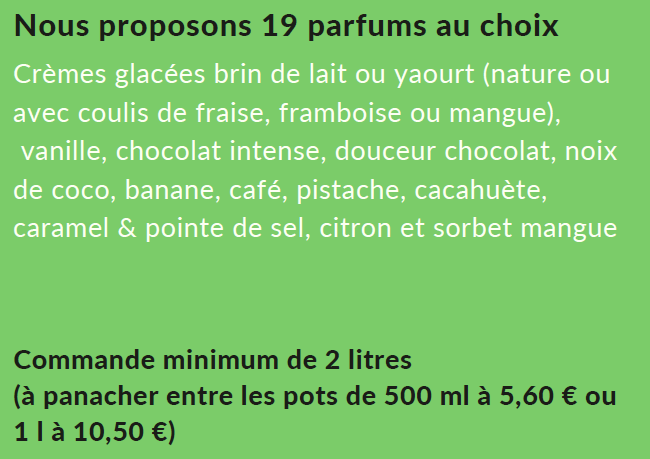 Nous proposons 19 parfums au choix
Crèmes glacées brin de lait ou yaourt (nature ou
avec coulis de fraise, framboise ou mangue),
vanille, chocolat intense, douceur chocolat, noix
de coco, banane, café, pistache, cacahuète,
caramel & pointe de sel, citron et sorbet mangue
Commande minimum de 2 litres
(à panacher entre les pots de 500 ml à 5,60 € ou
1 l à 10,50 €)